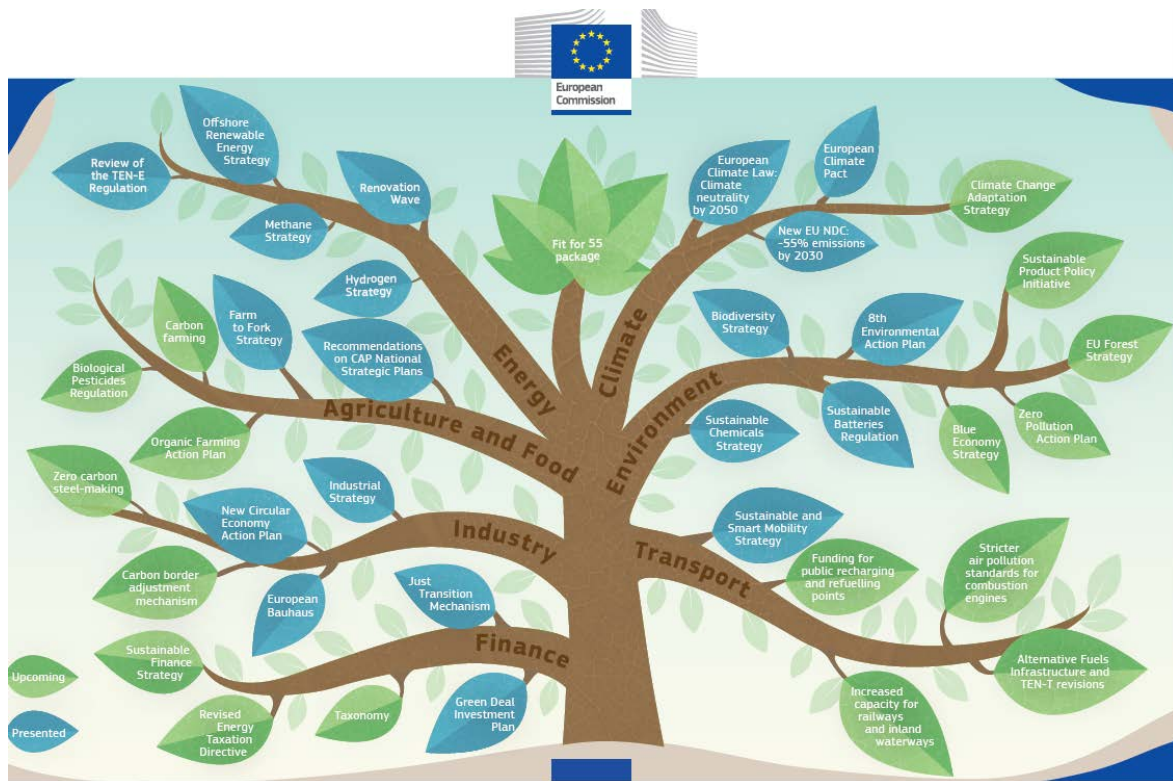 European
Commission
Offshore
Renewable
Energy
Strategy
Review of
the TEN-E
Regulation
Renovation
Wave
Methane
Strategy
Hydrogen
Strategy
Energy
Fit for 55
package
European
Climate Law:
Climate
neutrality
by 2050
European
Climate
Pact
Climate Change
Adaptation
Strategy
New EU NDC:
-55% emissions
by 2030
Climate
Carbon
farming
Farm
to Fork
Strategy
Recommendations
on CAP National
Strategic Plans
Biological
Pesticides
Regulation
Organic Farming
Action Plan
Agriculture and Food
Sustainable
Product Policy
Initiative
Biodiversity
Strategy
8th
Environmental
Action Plan
EU Forest
Strategy
Sustainable
Chemicals
Strategy
Sustainable
Batteries
Regulation
Blue
Economy
Strategy
Zero
Pollution
Action Plan
Environment
Zero carbon
steel-making
New Circular
Economy
Action Plan
Industrial
Strategy
Carbon border
adjustment
mechanism
European
Bauhaus
Industry
Sustainable and
Smart Mobility
Strategy
Funding for
public recharging
and refuelling
points
Stricter
air pollution
standards for
combustion
engines
Alternative Fuels
Infrastructure and
TEN-T revisions
Increased
capacity for
railways
and inland
waterways
Transport
Just
Transition
Mechanism
Sustainable
Finance
Strategy
Revised
Energy
Taxation
Directive
Taxonomy
Green Deal
Investment
Plan
Finance
Upcoming
Presented